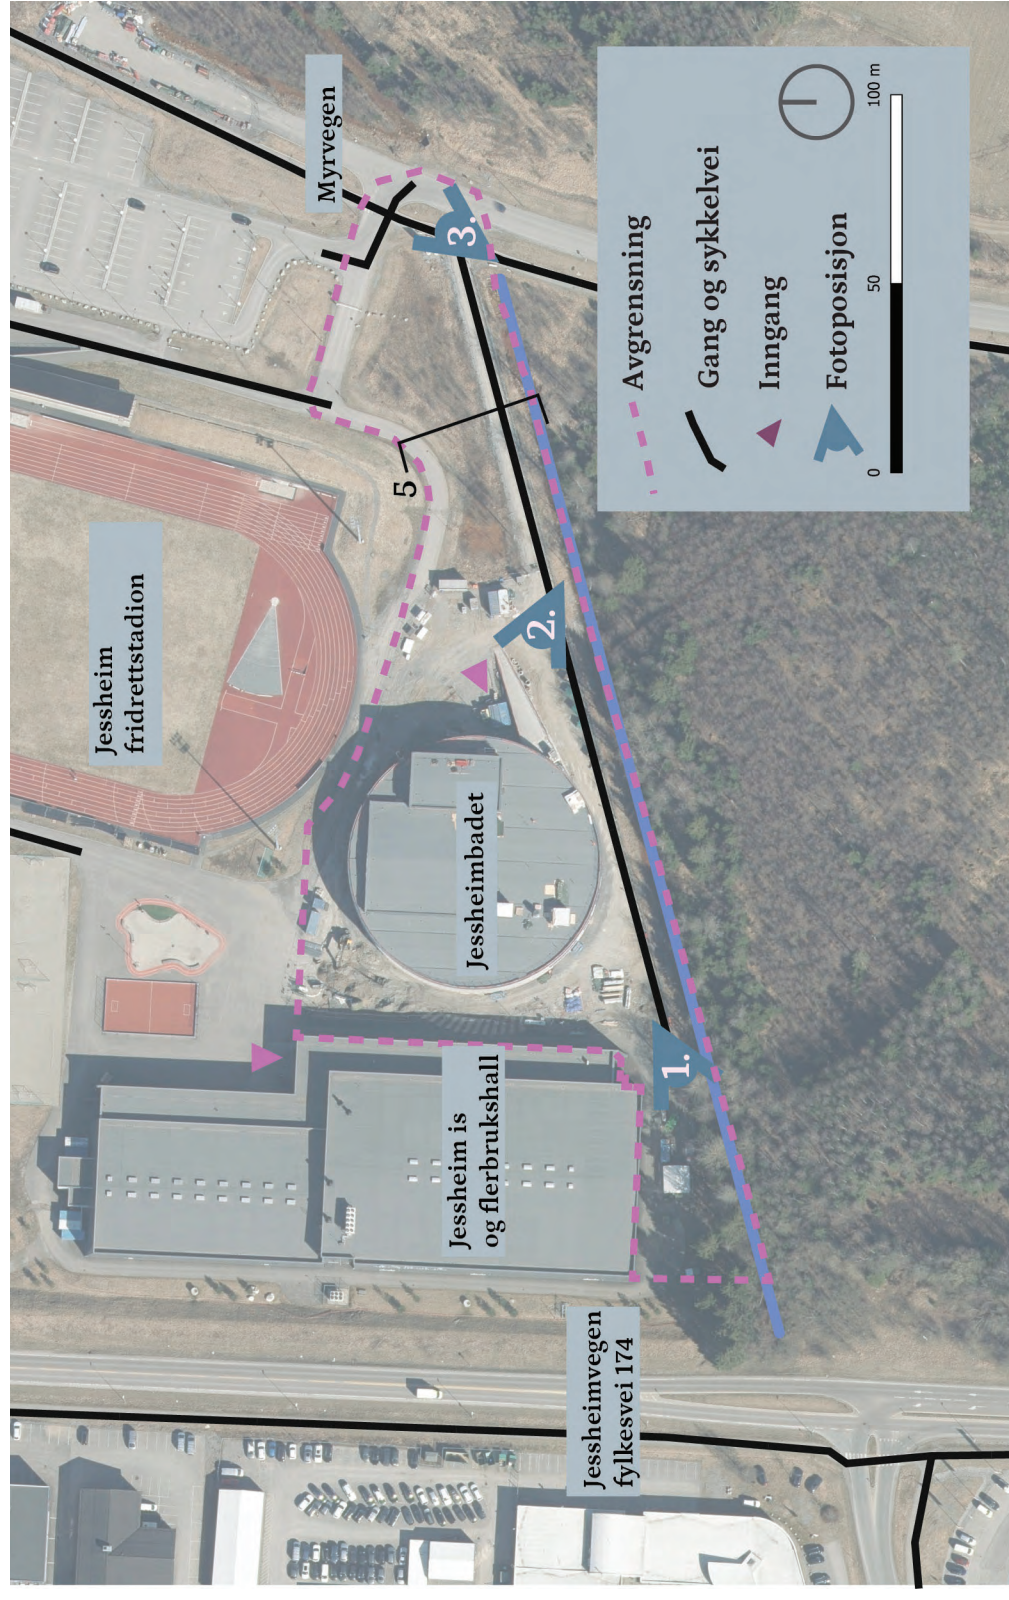 Jessheim
fridrettstadion
Myrvegen
5
3.
2.
1.
Jessheimbadet
Jessheim is
og flerbrukshall
Jessheimvegen
fylkesvei 174
Avgrensning
Gang og sykkelvei
Inngang
Fotoposisjon
0
50
100 m